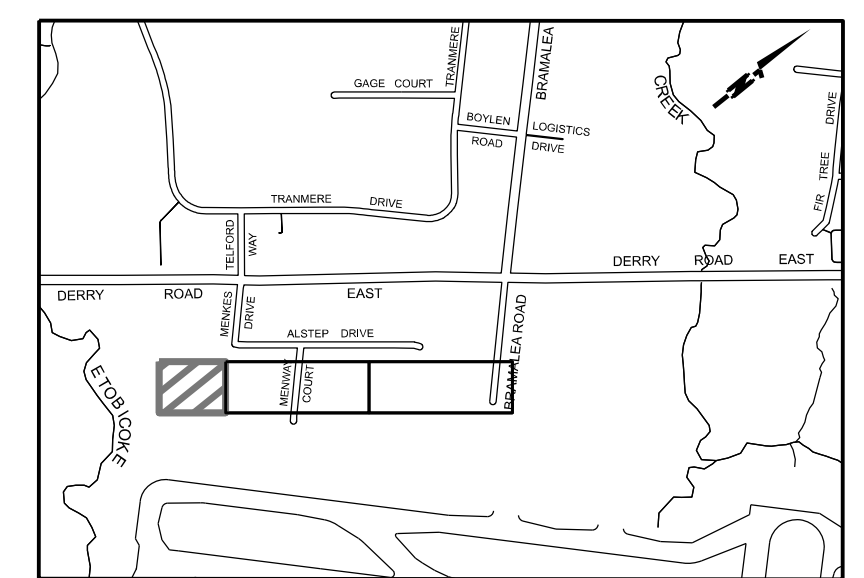 TRANMERE
BRAMALEA
GAGE COURT
CREEK
N.
DRIVE
FIR TREE
BOYLEN
ROAD
LOGISTICS
DRIVE
TRANMERE DRIVE
TELFORD
WAY
DERRY ROAD EAST
DERRY ROAD EAST
MENKES
DRIVE
ALSTEP DRIVE
MENWAY
COURT
BRAMALEA ROAD
ETOBICOKE